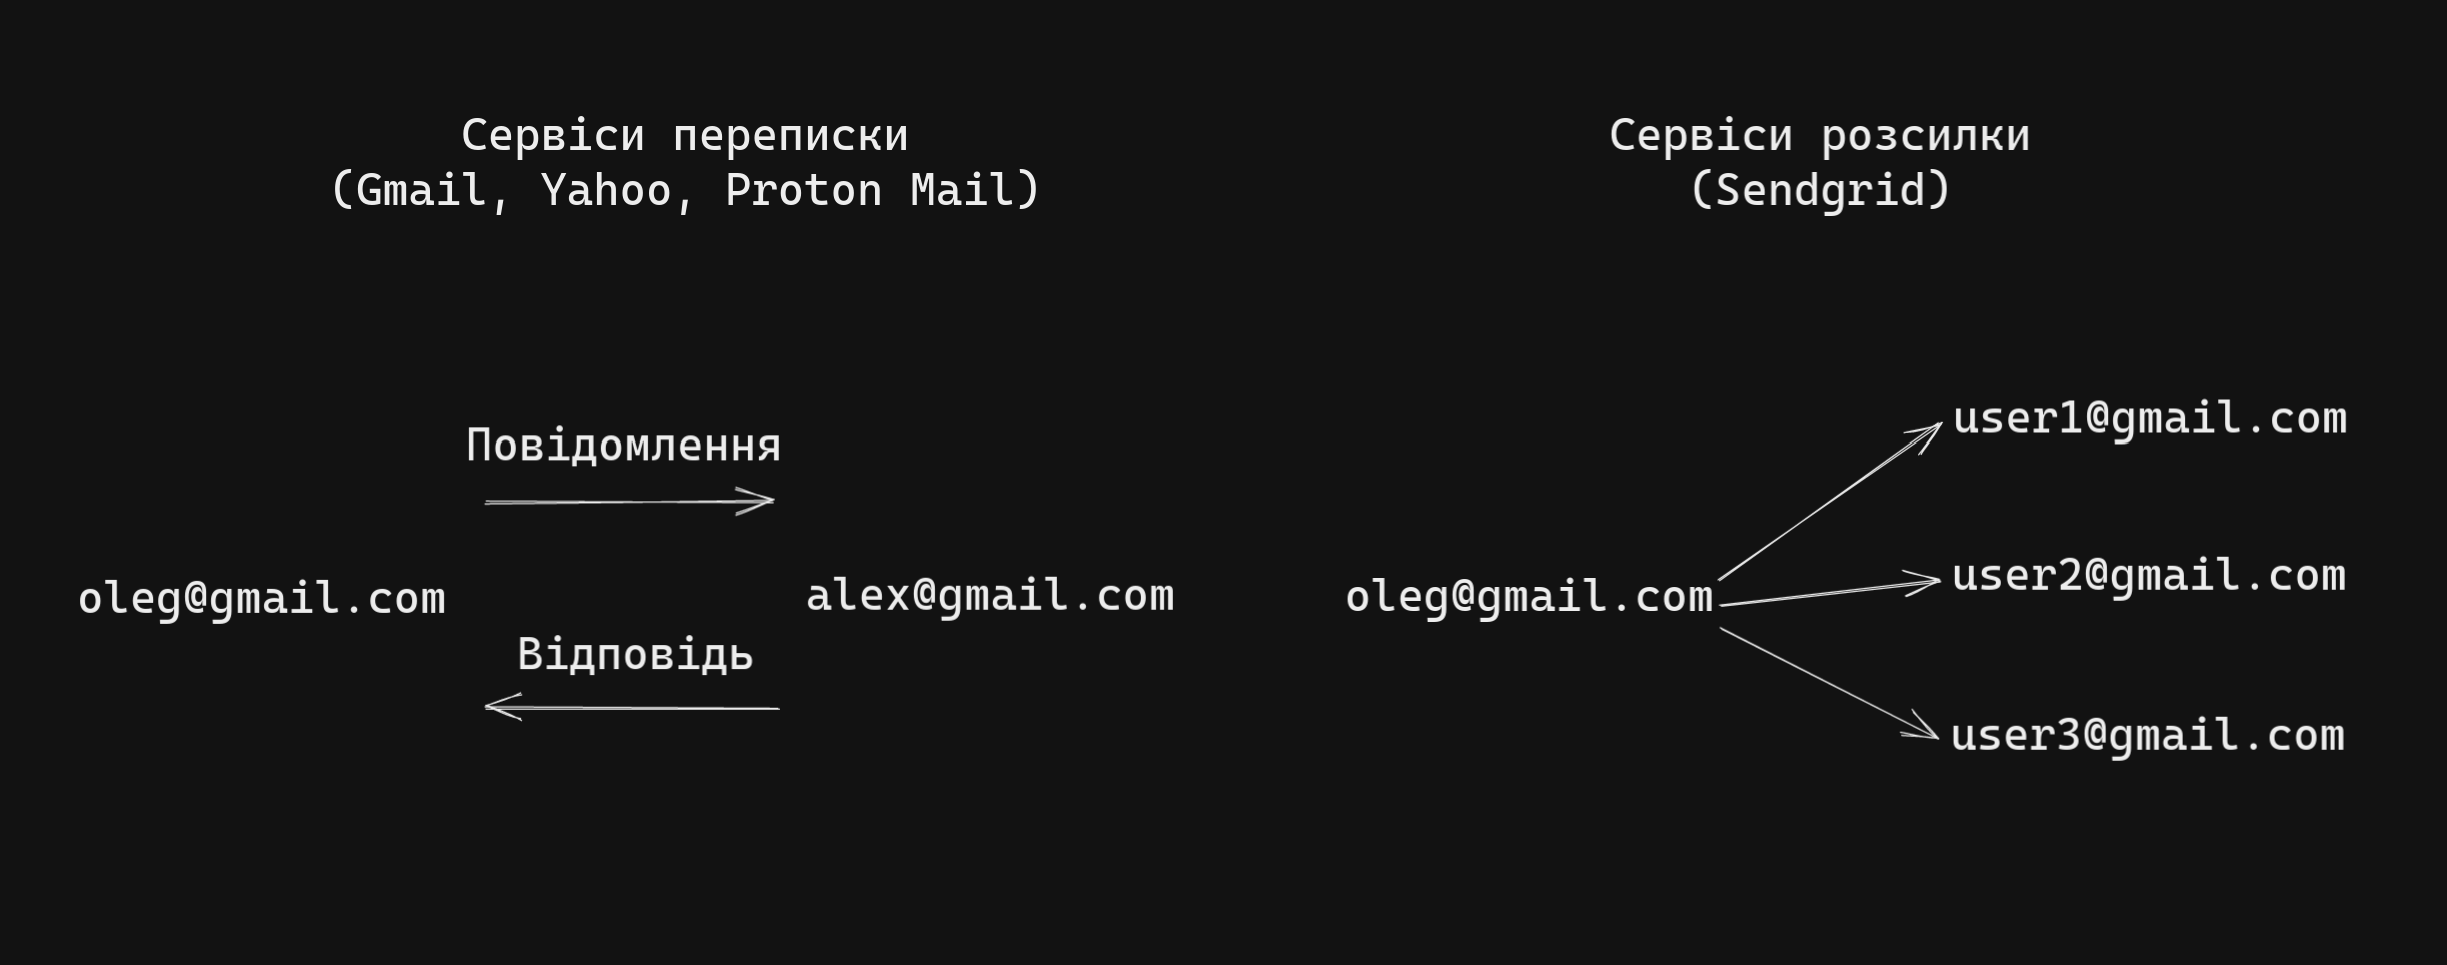 Сервіси переписки
(Gmail, Yahoo, Proton Mail)
Повідомлення
oleg@gmail.com
alex@gmail.com
Відповідь
Сервіси розсилки
(Sendgrid)
oleg@gmail.com
user1@gmail.com
user2@gmail.com
user3@gmail.com